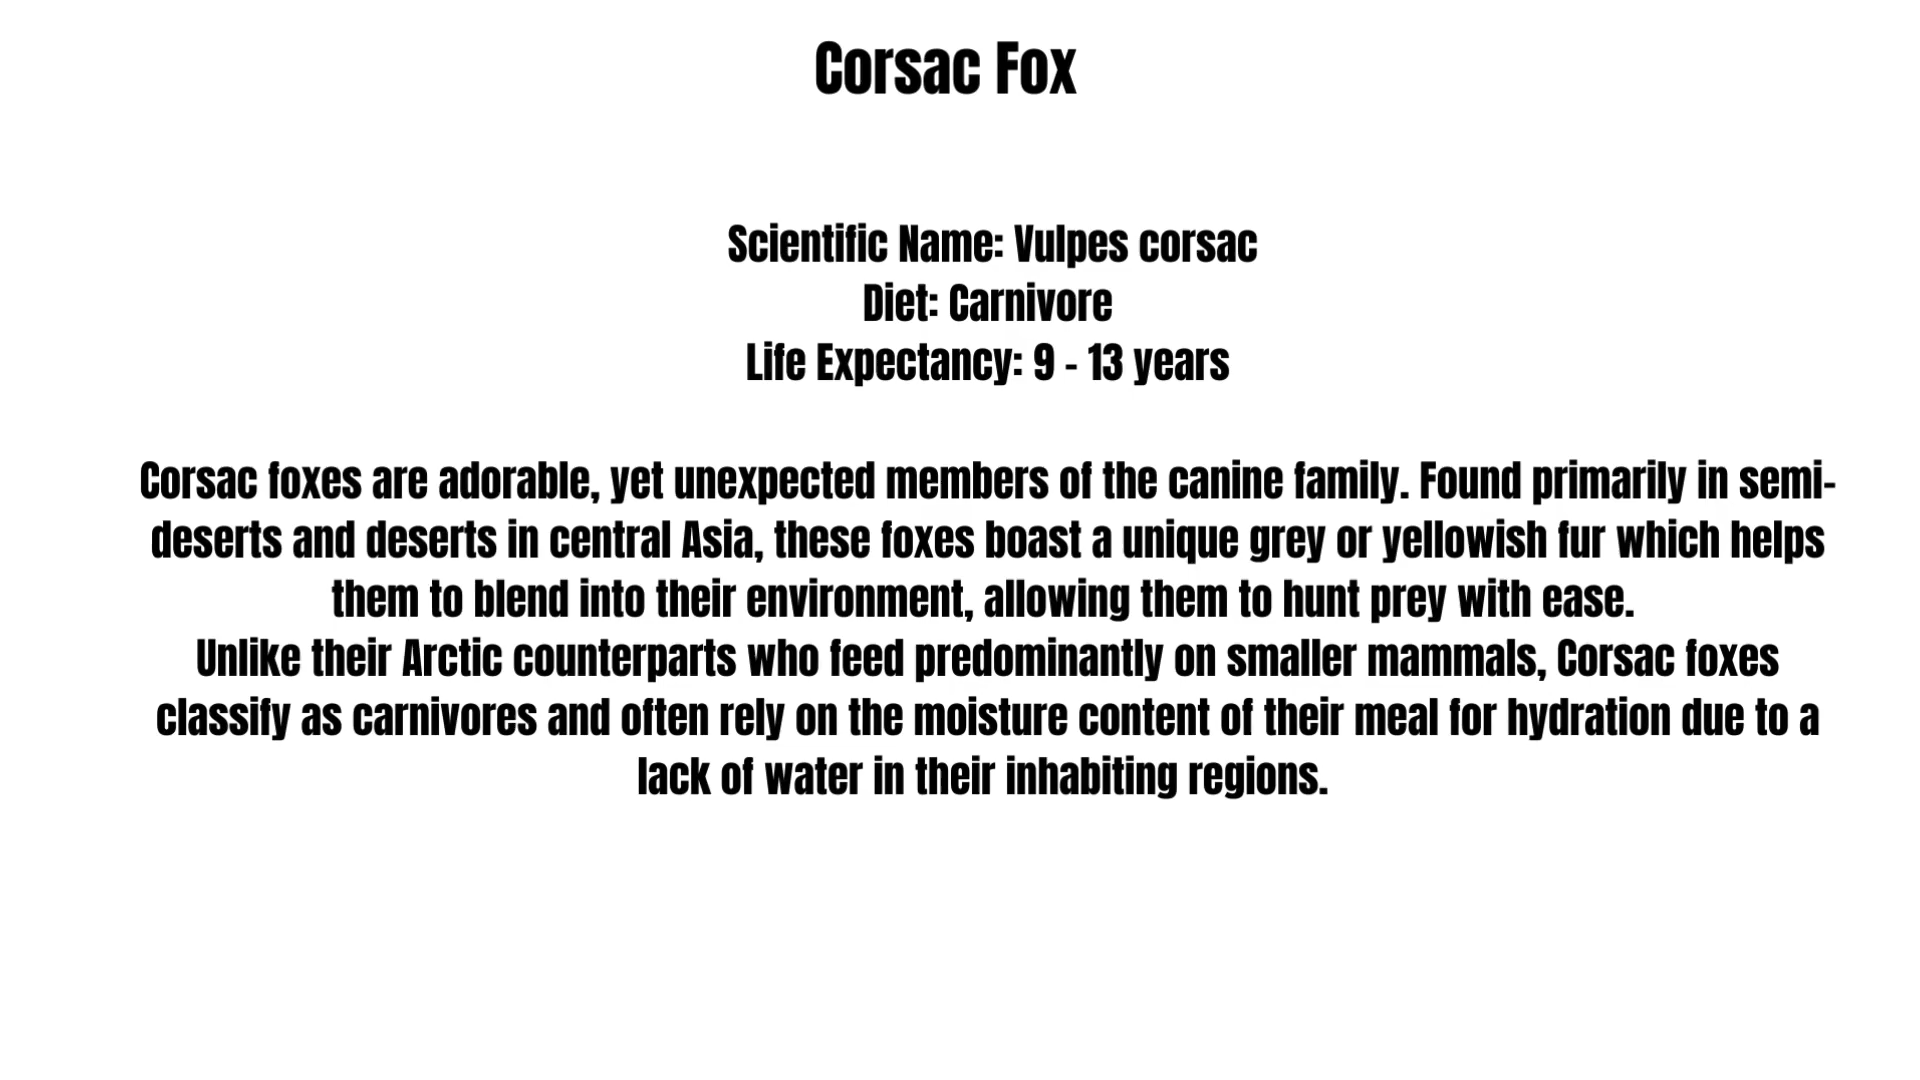 Corsac Fox
Scientific Name: Vulpes corsac
Diet: Carnivore
Life Expectancy: 9 - 13 years
Corsac foxes are adorable, yet unexpected members of the canine family. Found primarily in semi-
deserts and deserts in central Asia, these foxes boast a unique grey or yellowish fur which helps
them to blend into their environment, allowing them to hunt prey with ease.
Unlike their Arctic counterparts who feed predominantly on smaller mammals, Corsac foxes
classify as carnivores and often rely on the moisture content of their meal for hydration due to a
lack of water in their inhabiting regions.